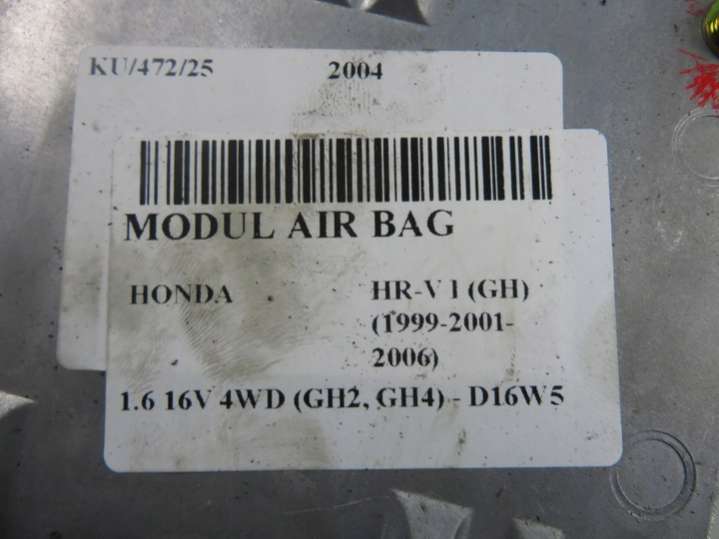 KU/472/25 2004
MODUL AIR BAG
HONDA HR-V I (GH)
(1999-2001-
2006)
1.6 16V 4WD (GH2, GH4) - D16W5